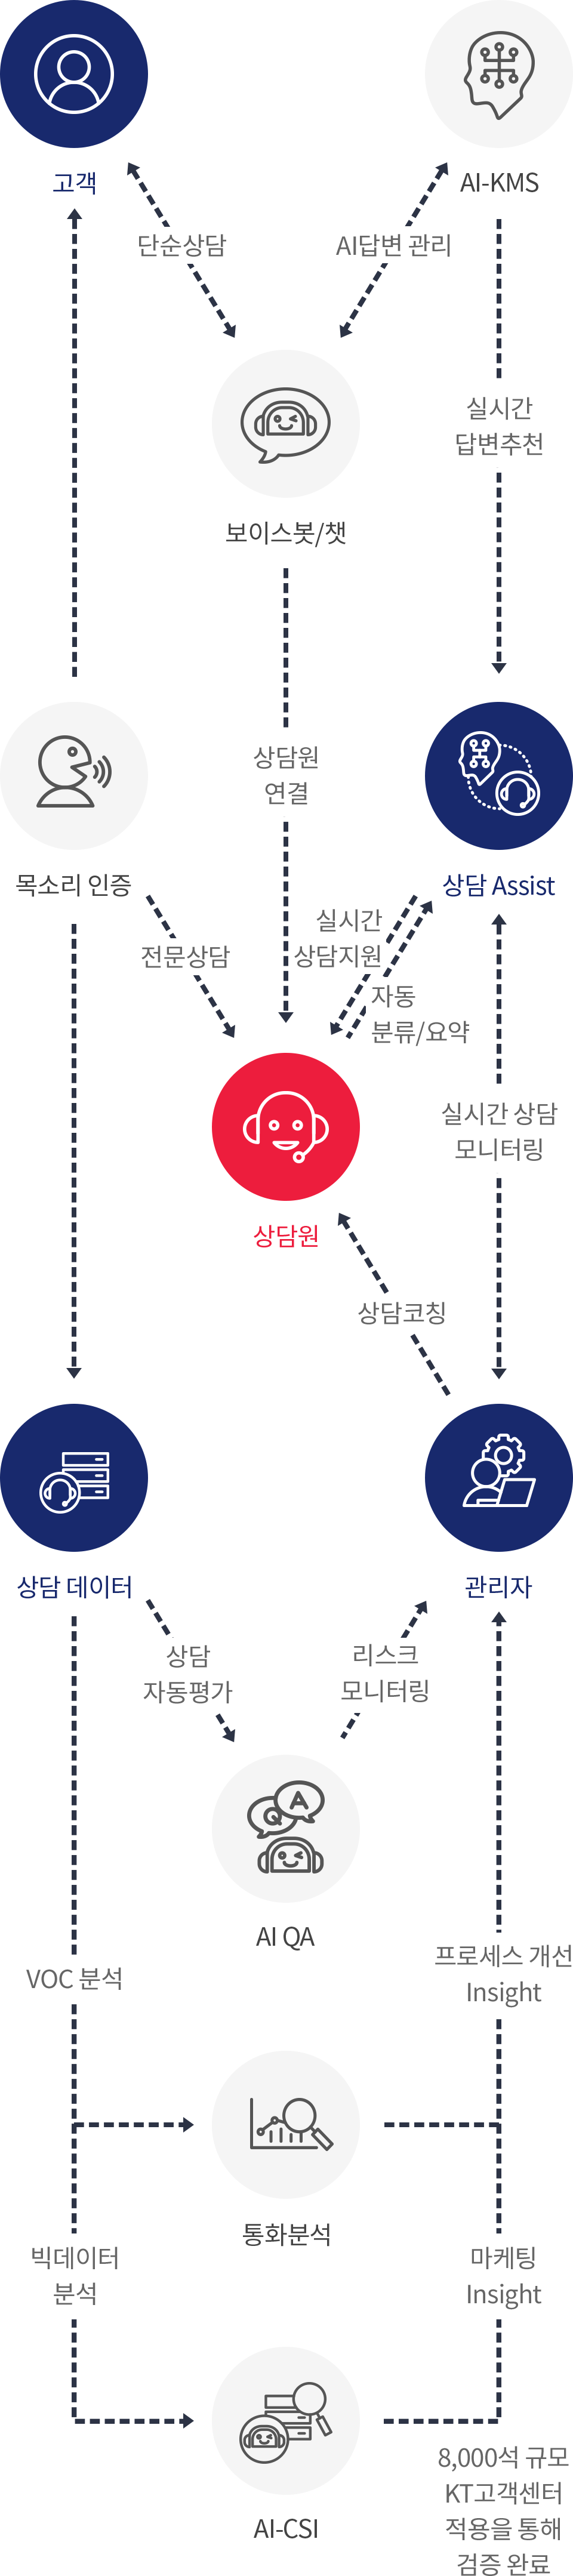 고객
AI-KMS
단순상담
AI답변 관리
실시간
답변추천
보이스봇/챗
상담원
연결
목소리 인증
상담 Assist
전문상담
실시간
상담지원
자동
분류/요약
실시간 상담
모니터링
상담원
상담코칭
상담 데이터
관리자
상담
자동평가
리스크
모니터링
Q
A
AI QA
VOC 분석
프로세스 개선
Insight
통화분석
빅데이터
분석
마케팅
Insight
AI-CSI
8,000석 규모
KT고객센터
적용을 통해
검증 완료